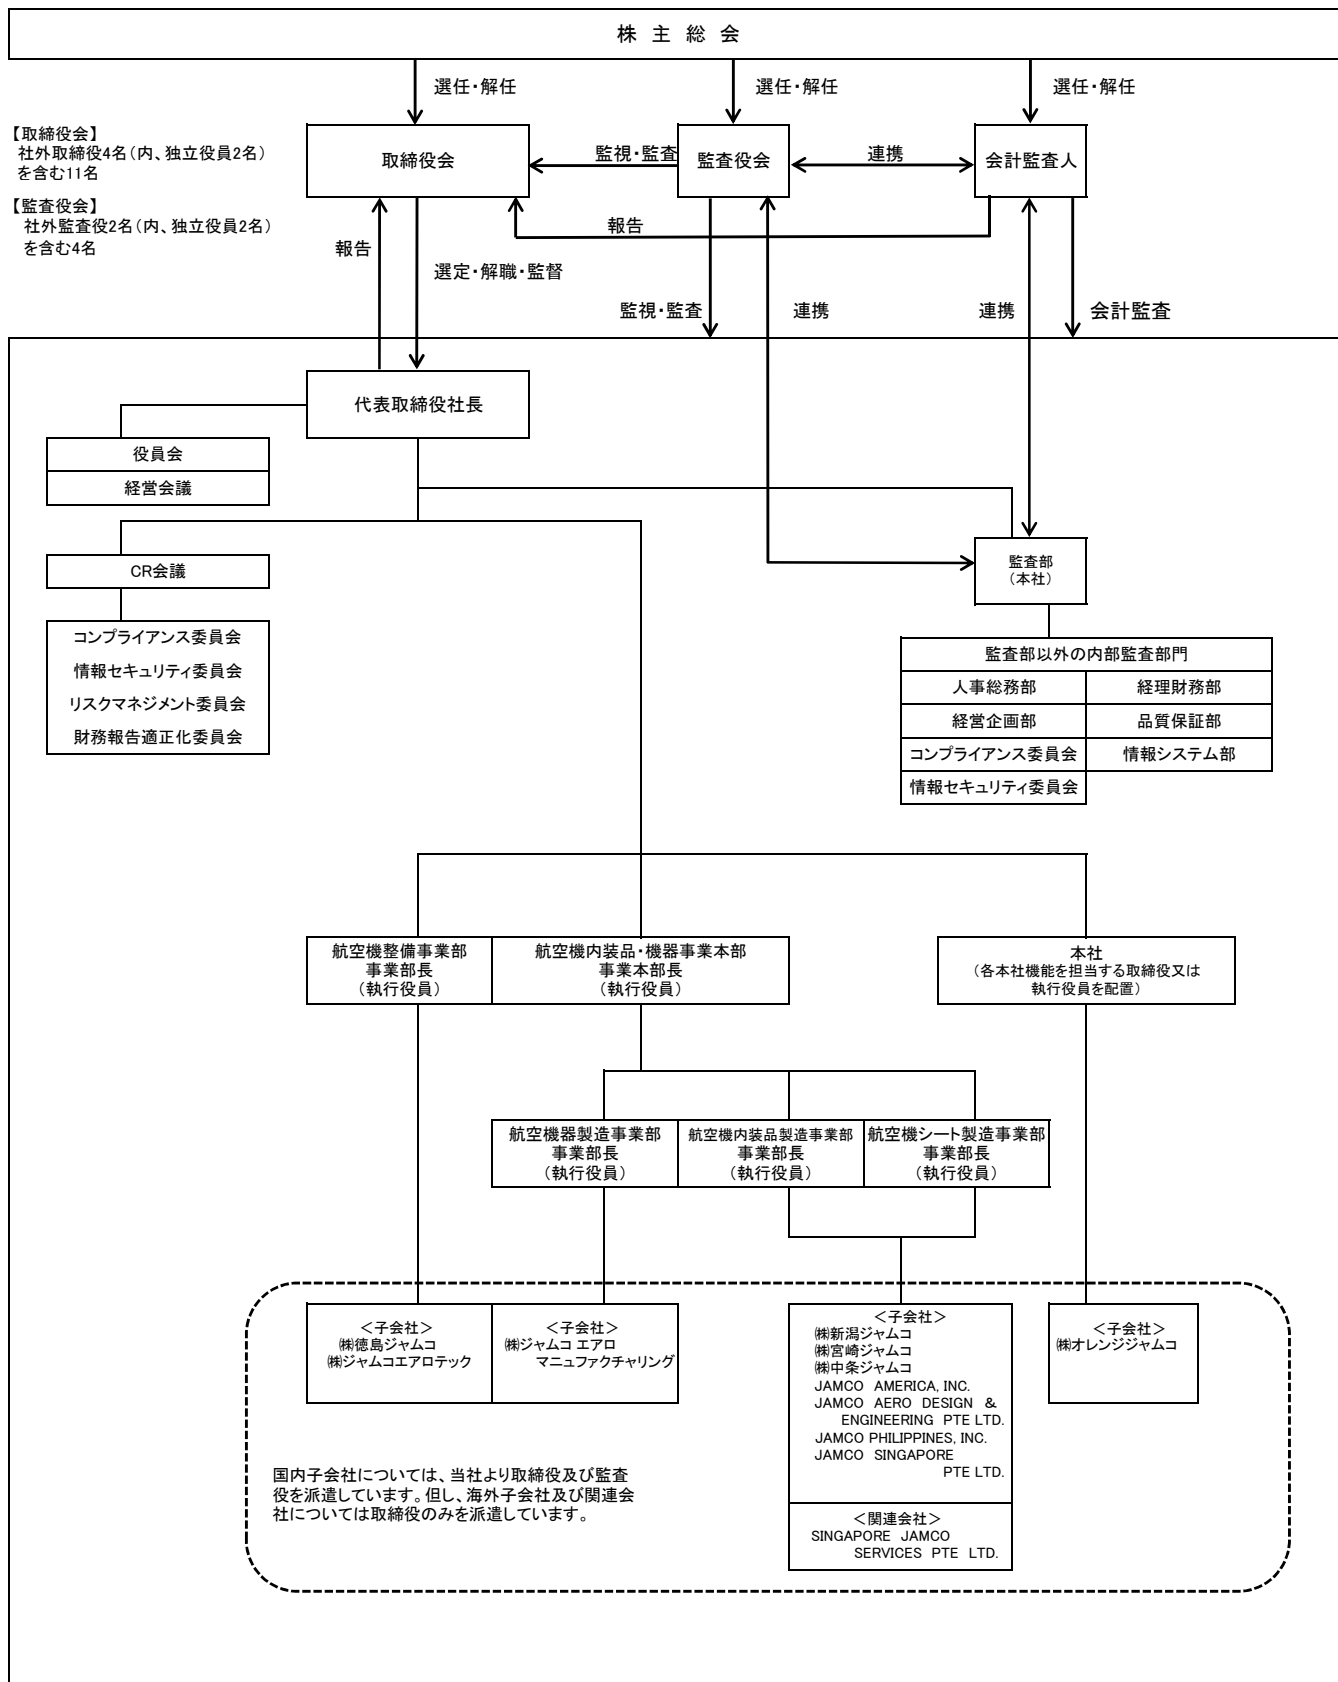 株 主 総 会
選任・解任
選任・解任
選任・解任
【取締役会】
社外取締役4名(内、独立役員2名)
を含む11名
【監査役会】
社外監査役2名(内、独立役員2名)
を含む4名
取締役会
監視・監査
監査役会
連携
会計監査人
報告
報告
選定・解職・監督
監視・監査
連携
連携
会計監査
代表取締役社長
役員会
経営会議
CR会議
コンプライアンス委員会
情報セキュリティ委員会
リスクマネジメント委員会
財務報告適正化委員会
監査部
(本社)
監査部以外の内部監査部門
人事総務部
経理財務部
経営企画部
品質保証部
コンプライアンス委員会
情報システム部
情報セキュリティ委員会
航空機整備事業部
事業部長
(執行役員)
航空機内装品・機器事業本部
事業本部長
(執行役員)
本社
(各本社機能を担当する取締役又は
執行役員を配置)
航空機器製造事業部
事業部長
(執行役員)
航空機内装品製造事業部
事業部長
(執行役員)
航空機シート製造事業部
事業部長
(執行役員)
<子会社>
㈱徳島ジャムコ
㈱ジャムコエアロテック
<子会社>
㈱ジャムコ エアロ
マニュファクチャリング
<子会社>
㈱新潟ジャムコ
㈱宮崎ジャムコ
㈱中条ジャムコ
JAMCO AMERICA, INC.
JAMCO AERO DESIGN &
ENGINEERING PTE LTD.
JAMCO PHILIPPINES, INC.
JAMCO SINGAPORE
PTE LTD.
<関連会社>
SINGAPORE JAMCO
SERVICES PTE LTD.
<子会社>
㈱オレンジジャムコ
国内子会社については、当社より取締役及び監査
役を派遣しています。但し、海外子会社及び関連会
社については取締役のみを派遣しています。